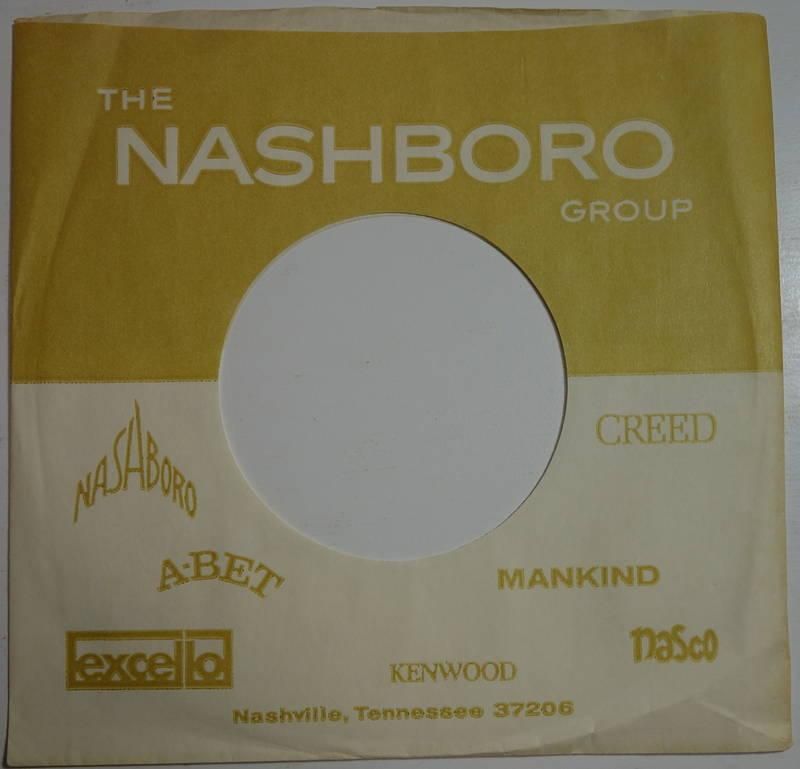 THE
NASHBORO
GROUP
NASHBORO
CREED
A-BET
MANKIND
excello
KENWOOD
nasco
Nashville, Tennessee 37206